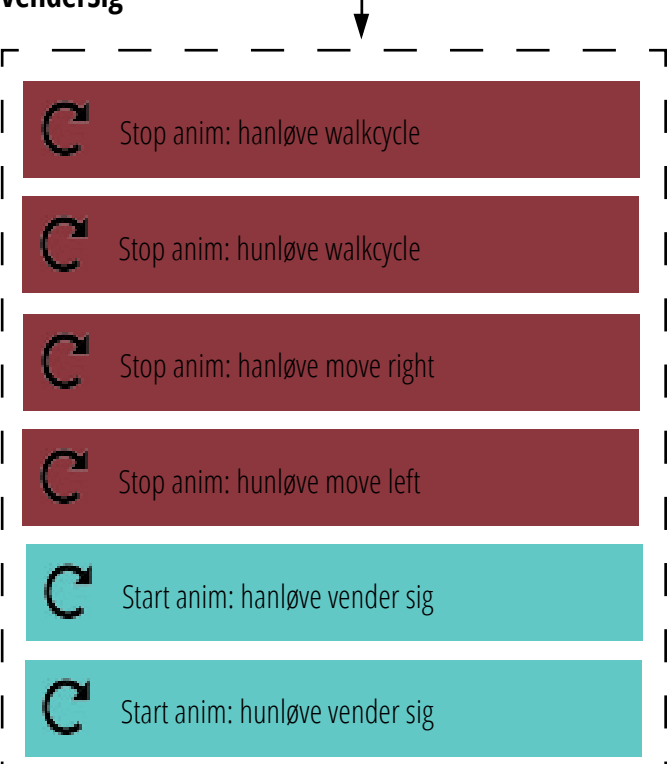 vendersig
Stop anim: hanløve walkcycle
Stop anim: hunløve walkcycle
Stop anim: hanløve move right
Stop anim: hunløve move left
Start anim: hanløve vender sig
Start anim: hunløve vender sig